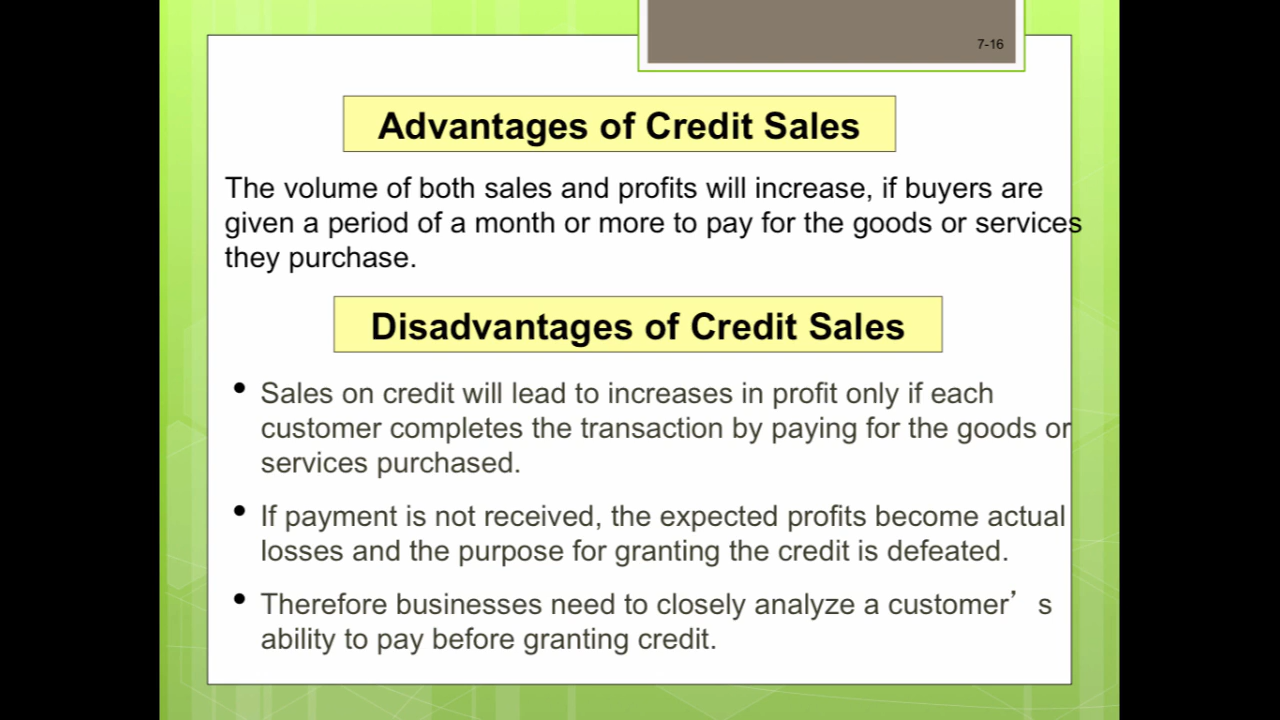 7-16
Advantages of Credit Sales
The volume of both sales and profits will increase, if buyers are
given a period of a month or more to pay for the goods or services
they purchase.
Disadvantages of Credit Sales
• Sales on credit will lead to increases in profit only if each
customer completes the transaction by paying for the goods or
services purchased.
• If payment is not received, the expected profits become actual
losses and the purpose for granting the credit is defeated.
• Therefore businesses need to closely analyze a customer’s
ability to pay before granting credit.